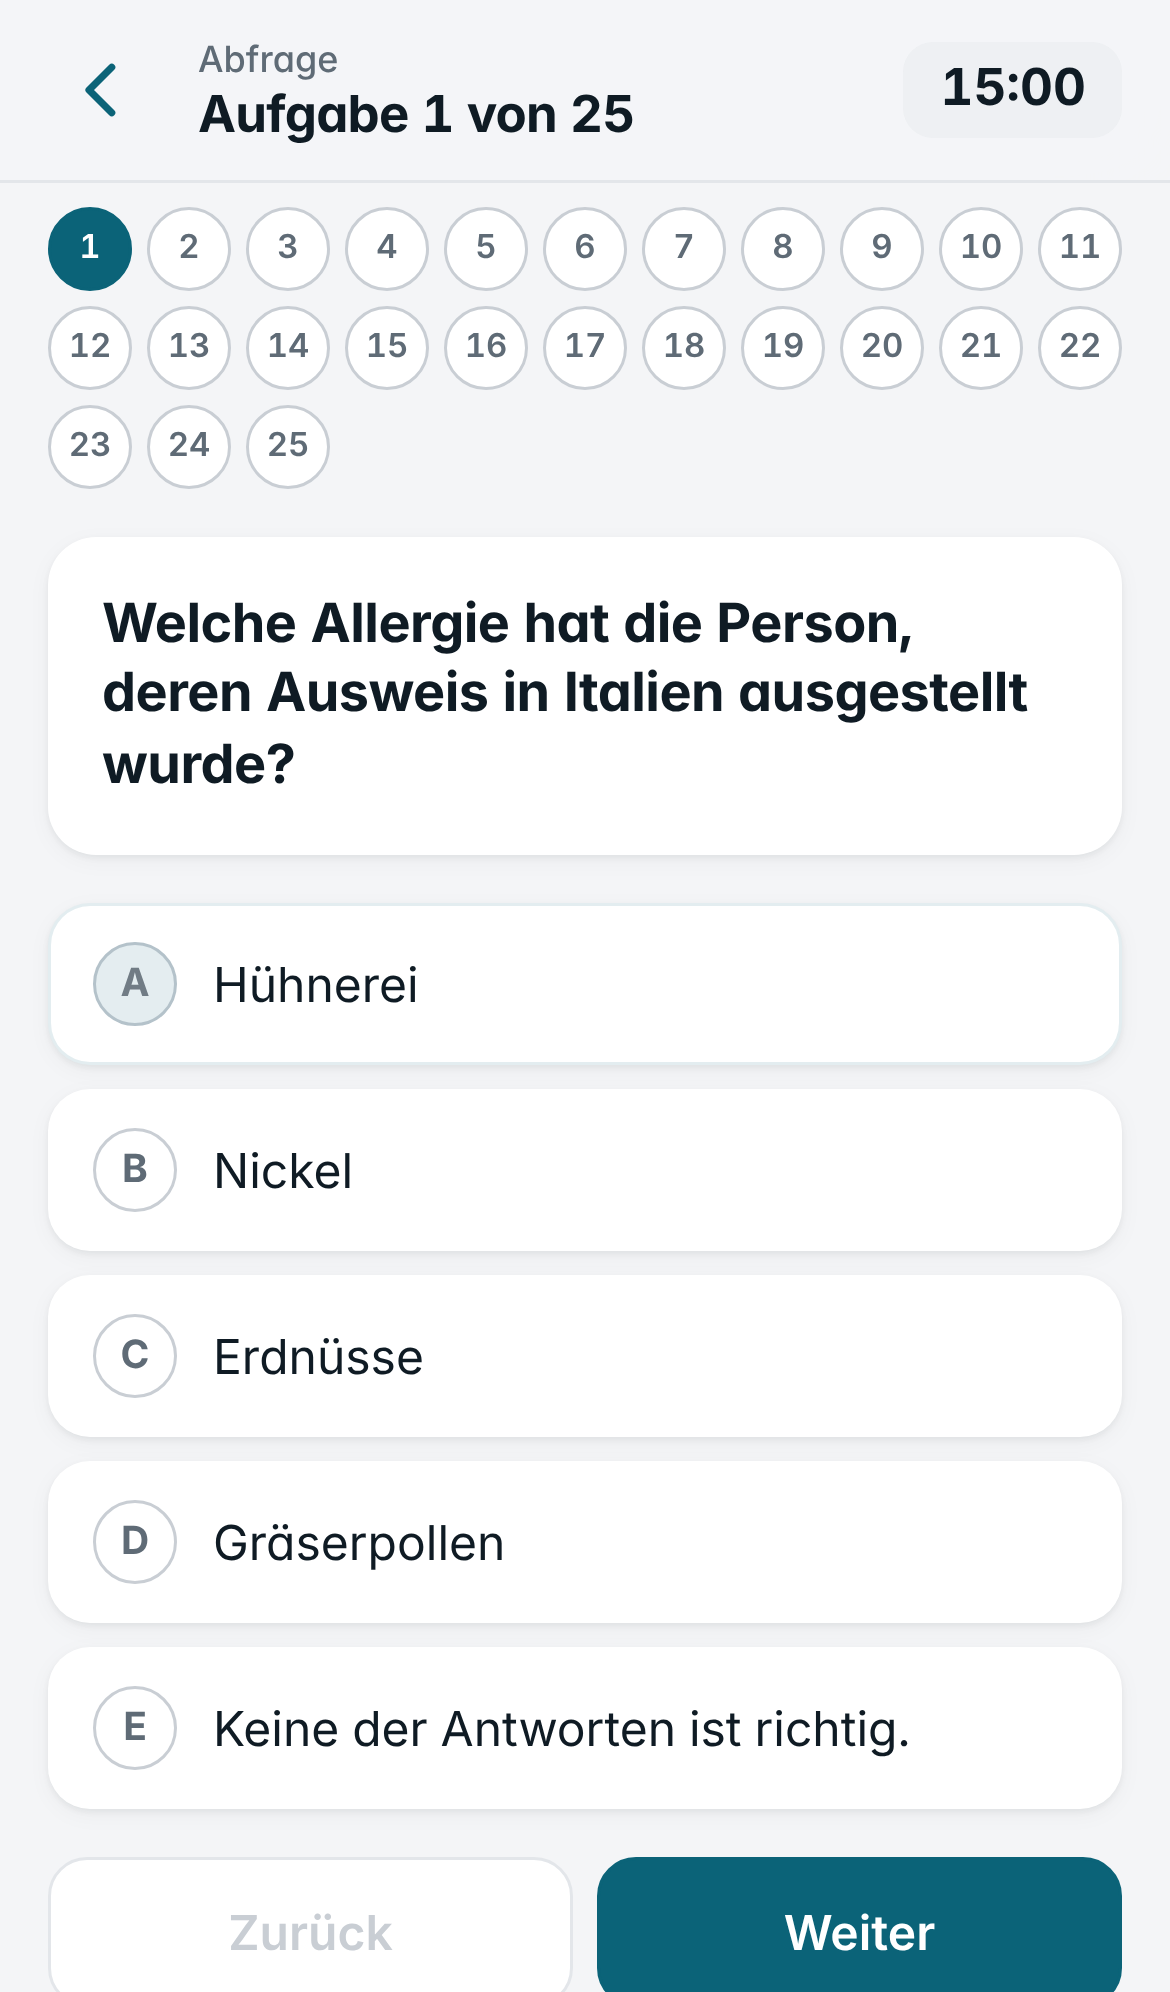 Abfrage
Aufgabe 1 von 25
15:00
1 2 3 4 5 6 7 8 9 10 11
12 13 14 15 16 17 18 19 20 21 22
23 24 25
Welche Allergie hat die Person,
deren Ausweis in Italien ausgestellt
wurde?
A Hühnerei
B Nickel
C Erdnüsse
D Gräserpollen
E Keine der Antworten ist richtig.
Zurück Weiter